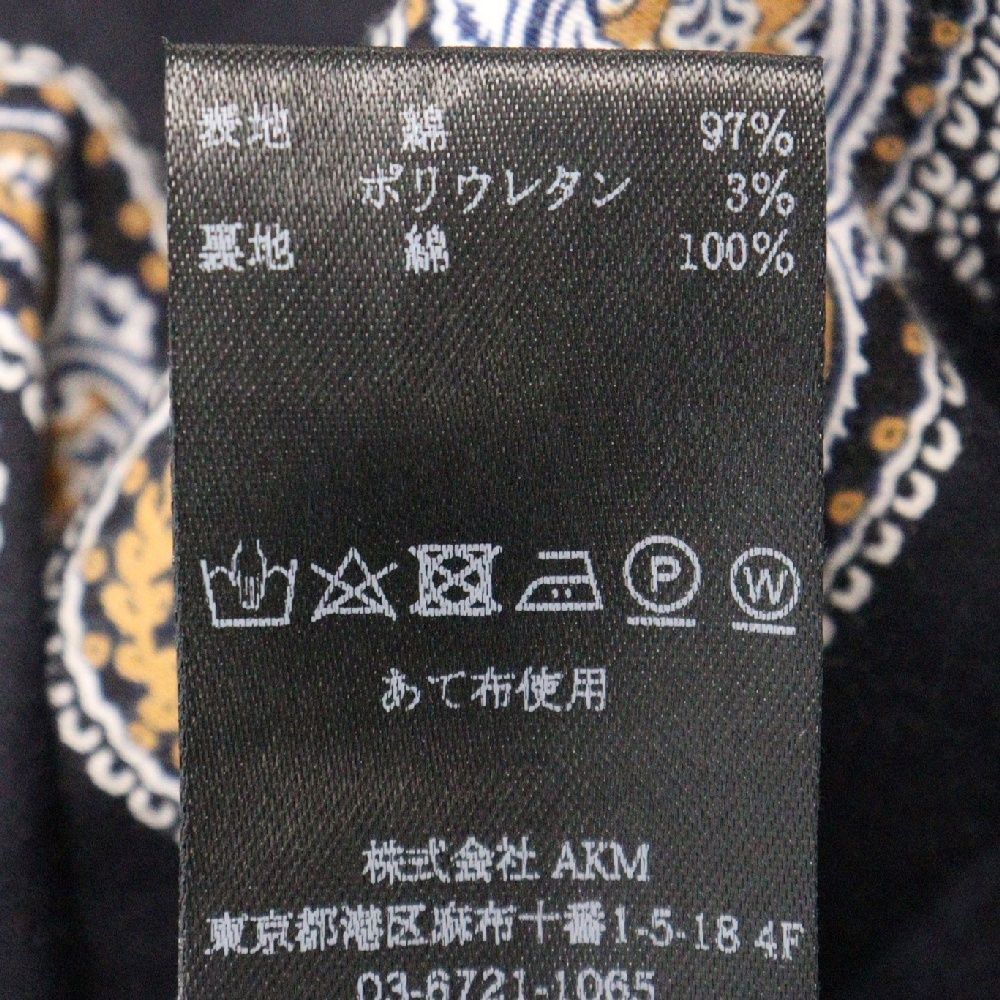 表地 綿 97%
ポリウレタン 3%
裏地 綿 100%
P W
あて布使用
株式会社 AKM
東京都港区麻布十番1-5-18 4F
03-6721-1065